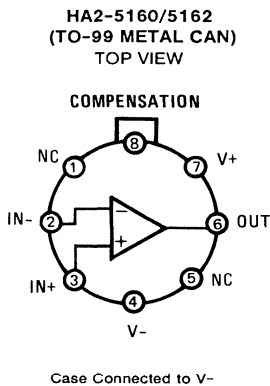 HA2-5160/5162
(TO-99 METAL CAN)
TOP VIEW
COMPENSATION
8
NC
1
7
V+
IN-
2
−
+
6
OUT
IN+
3
5
NC
4
V-
Case Connected to V-